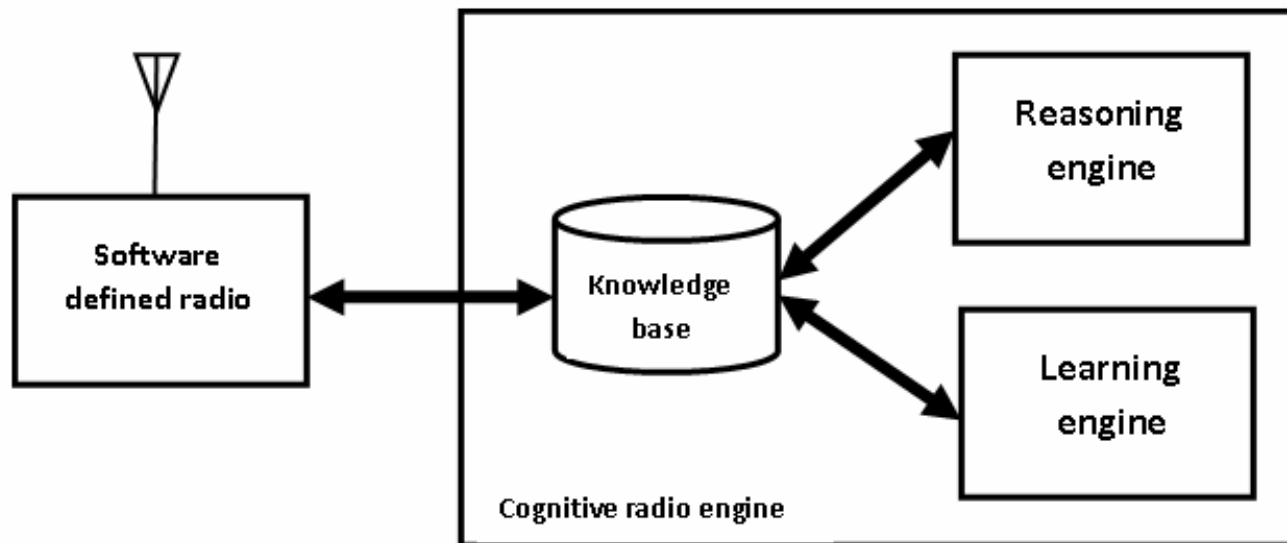 Software
defined radio
Knowledge
base
Reasoning
engine
Learning
engine
Cognitive radio engine